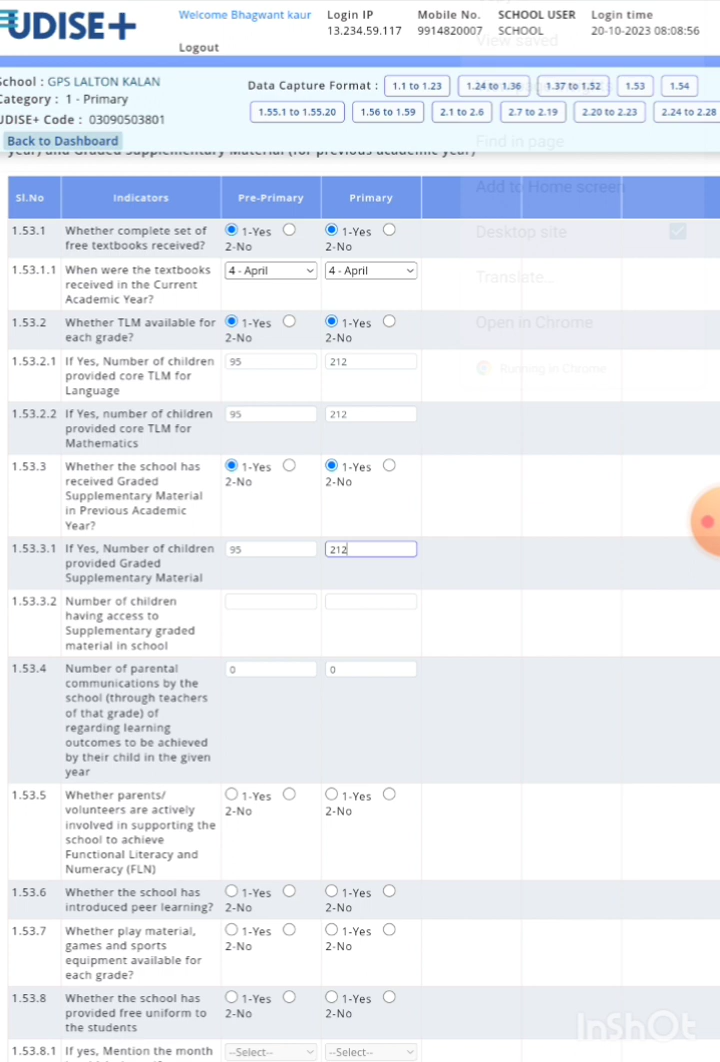 UDISE+
Welcome Bhagwant kaur
Logout
Login IP
13.234.59.117
Mobile No.
9914820007
SCHOOL USER
SCHOOL
Login time
20-10-2023 08:08:56
View saved
School : GPS LALTON KALAN
Category : 1 - Primary
UDISE+ Code : 03090503801
Back to Dashboard
Data Capture Format : 1.1 to 1.23 1.24 to 1.36 1.37 to 1.52 1.53 1.54
1.55.1 to 1.55.20 1.56 to 1.59 2.1 to 2.6 2.7 to 2.19 2.20 to 2.23 2.24 to 2.28
Find in page
year) and Graded Supplementary Material (for previous academic year)
Add to Home screen
Desktop site
Translate...
Open in Chrome
Running in Chrome
Sl.No Indicators Pre-Primary Primary
1.53.1 Whether complete set of free textbooks received? 1-Yes 2-No 1-Yes 2-No
1.53.1.1 When were the textbooks received in the Current Academic Year? 4 - April 4 - April
1.53.2 Whether TLM available for each grade? 1-Yes 2-No 1-Yes 2-No
1.53.2.1 If Yes, Number of children provided core TLM for Language 95 212
1.53.2.2 If Yes, number of children provided core TLM for Mathematics 95 212
1.53.3 Whether the school has received Graded Supplementary Material in Previous Academic Year? 1-Yes 2-No 1-Yes 2-No
1.53.3.1 If Yes, Number of children provided Graded Supplementary Material 95 212
1.53.3.2 Number of children having access to Supplementary graded material in school
1.53.4 Number of parental communications by the school (through teachers of that grade) of regarding learning outcomes to be achieved by their child in the given year 0 0
1.53.5 Whether parents/ volunteers are actively involved in supporting the school to achieve Functional Literacy and Numeracy (FLN) 1-Yes 2-No 1-Yes 2-No
1.53.6 Whether the school has introduced peer learning? 1-Yes 2-No 1-Yes 2-No
1.53.7 Whether play material, games and sports equipment available for each grade? 1-Yes 2-No 1-Yes 2-No
1.53.8 Whether the school has provided free uniform to the students 1-Yes 2-No 1-Yes 2-No
1.53.8.1 If yes, Mention the month --Select-- --Select--
InShOt